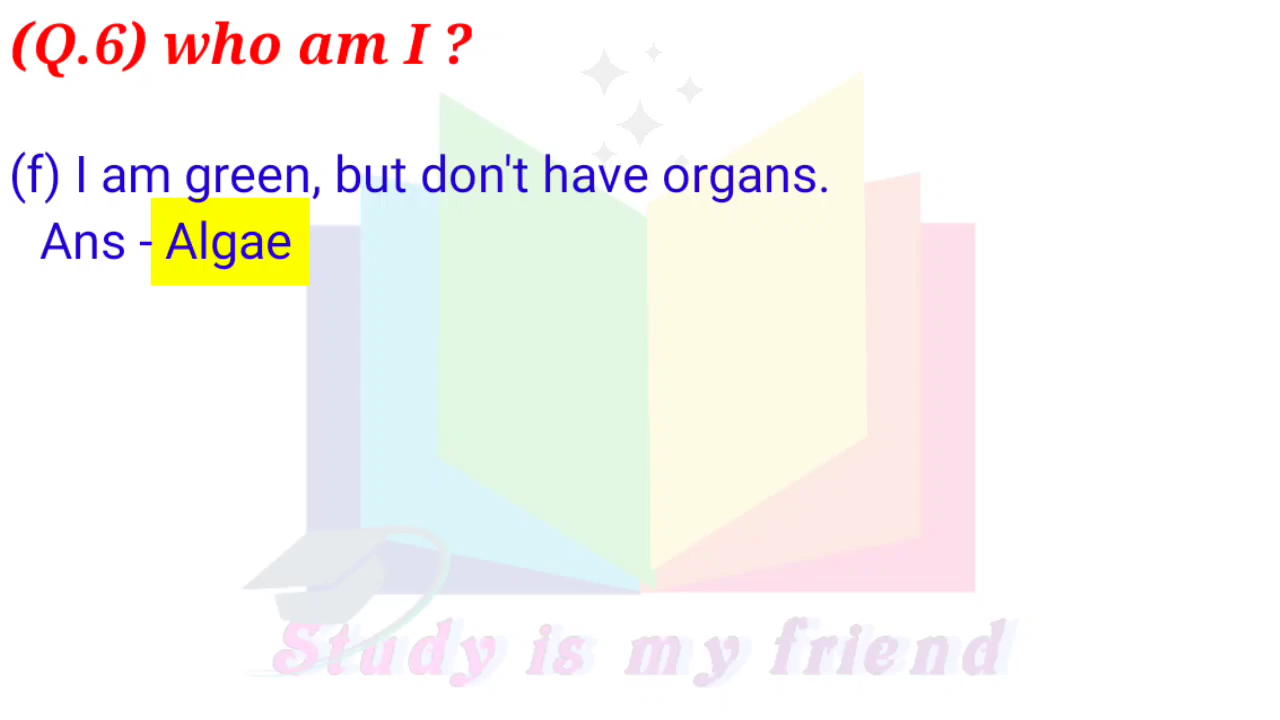 (Q.6) who am I ?
(f) I am green, but don't have organs.
Ans - Algae
Study is my friend